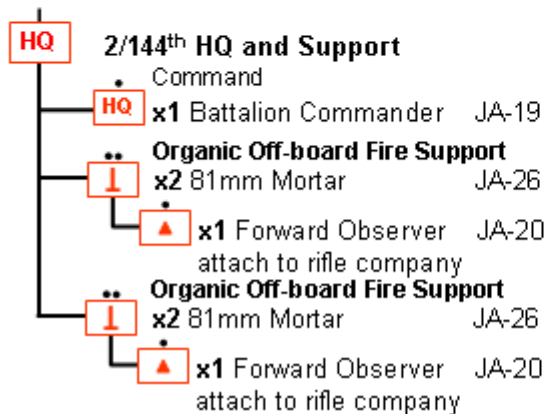 HQ 2/144th HQ and Support
Command
HQ x1 Battalion Commander JA-19
Organic Off-board Fire Support
x2 81mm Mortar JA-26
x1 Forward Observer JA-20
attach to rifle company
Organic Off-board Fire Support
x2 81mm Mortar JA-26
x1 Forward Observer JA-20
attach to rifle company